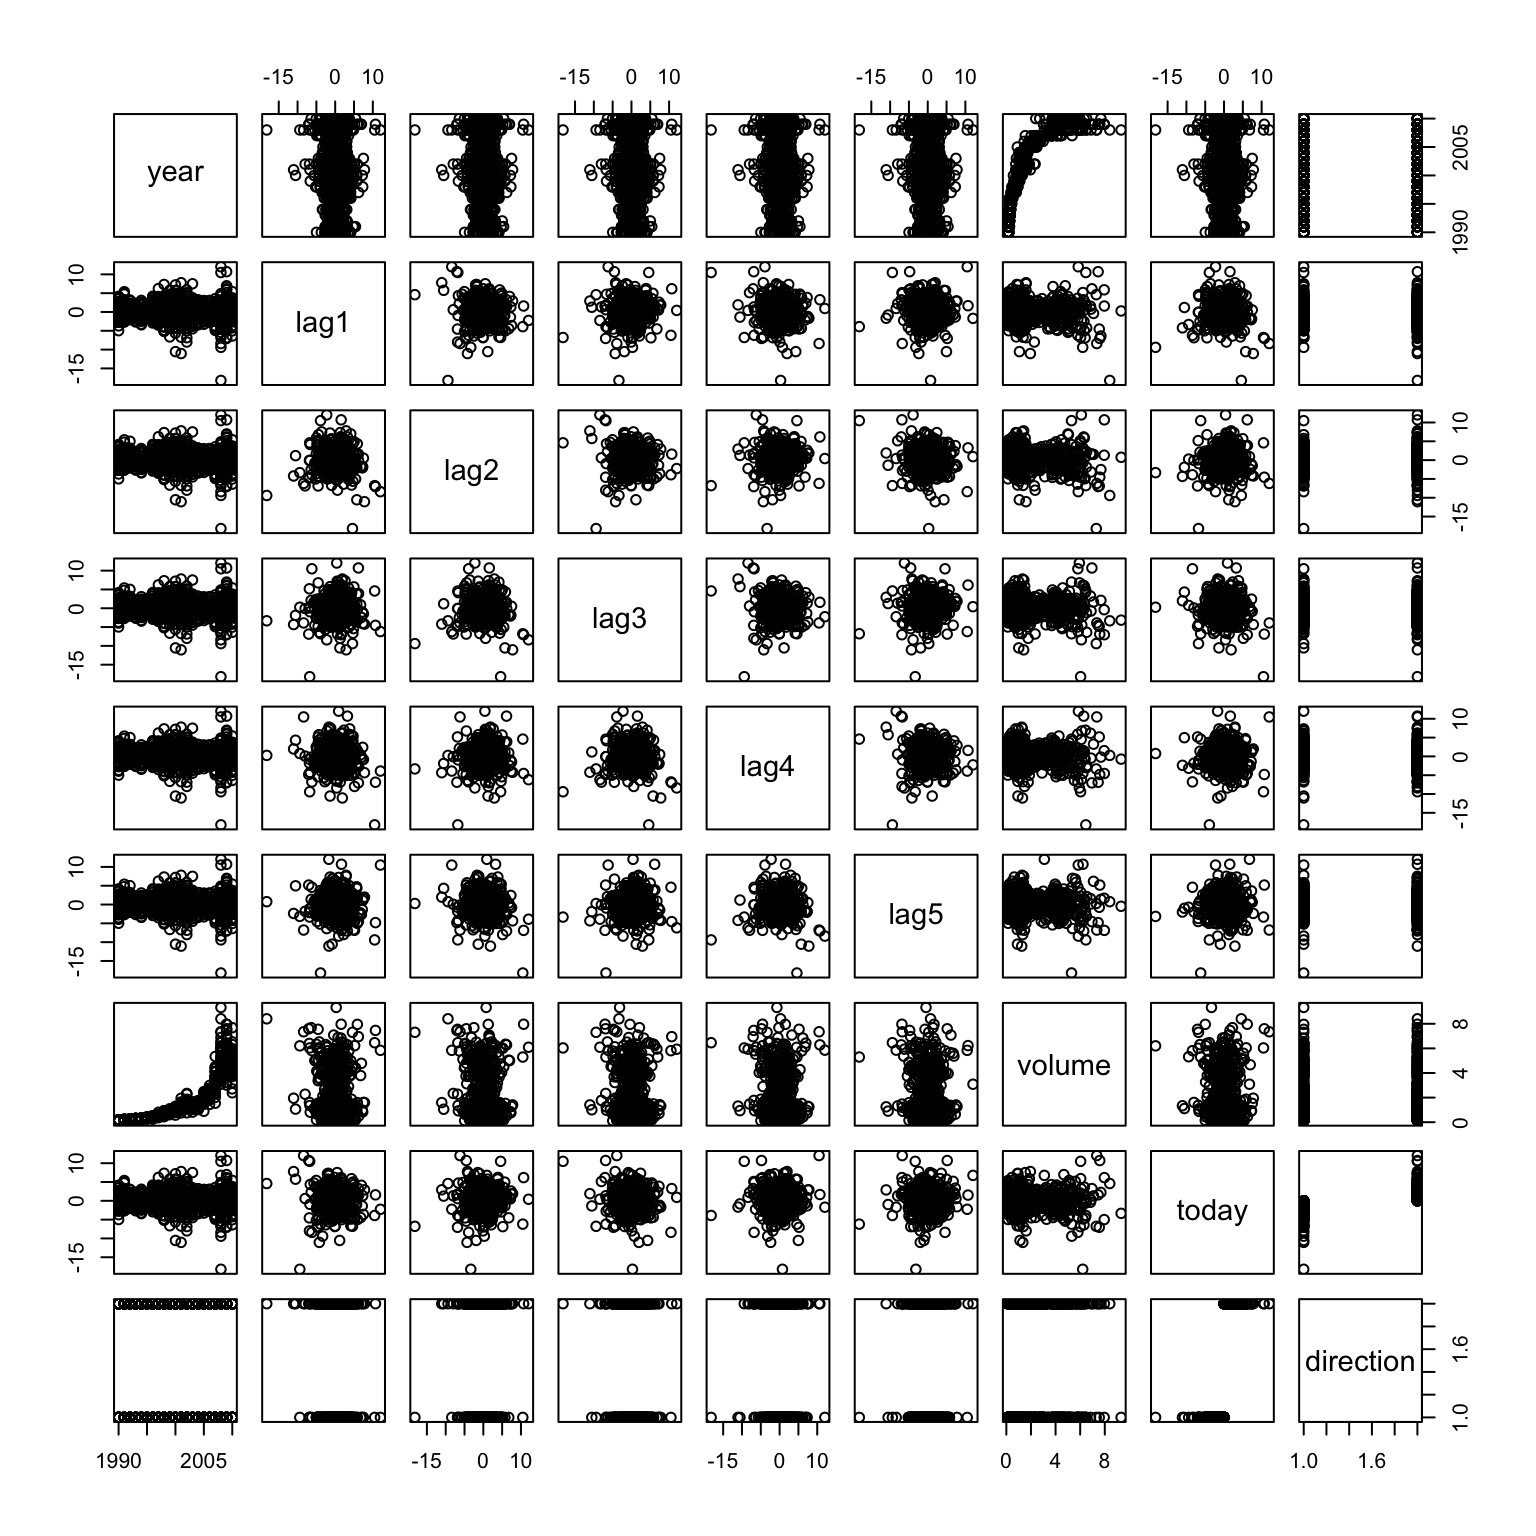 -15 0 10 -15 0 10 -15 0 10 -15 0 10
year 2005
1990
10 lag1
0
-15
lag2 10
0
-15
10 lag3
0
-15
lag4 10
0
-15
10 lag5
0
-15
volume 8
4
0
10 today
0
-15
direction 1.6
1.0
1990 2005 -15 0 10 -15 0 10 0 4 8 1.0 1.6